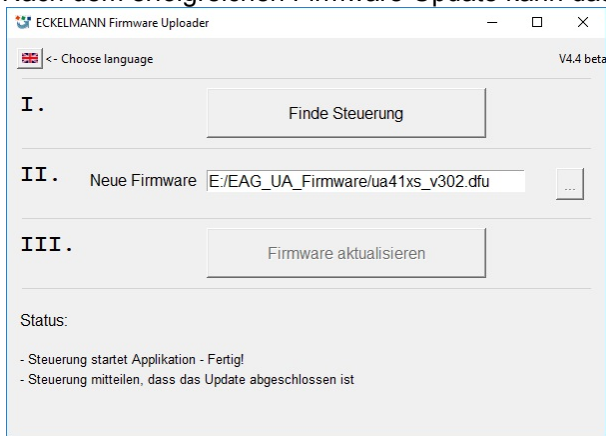 Nach dem erfolgreichen Firmware-Update kann da
ECKELMANN Firmware Uploader
<- Choose language
V4.4 beta
I.
Finde Steuerung
II.
Neue Firmware
E:/EAG_UA_Firmware/ua41xs_v302.dfu
...
III.
Firmware aktualisieren
Status:
- Steuerung startet Applikation - Fertig!
- Steuerung mitteilen, dass das Update abgeschlossen ist